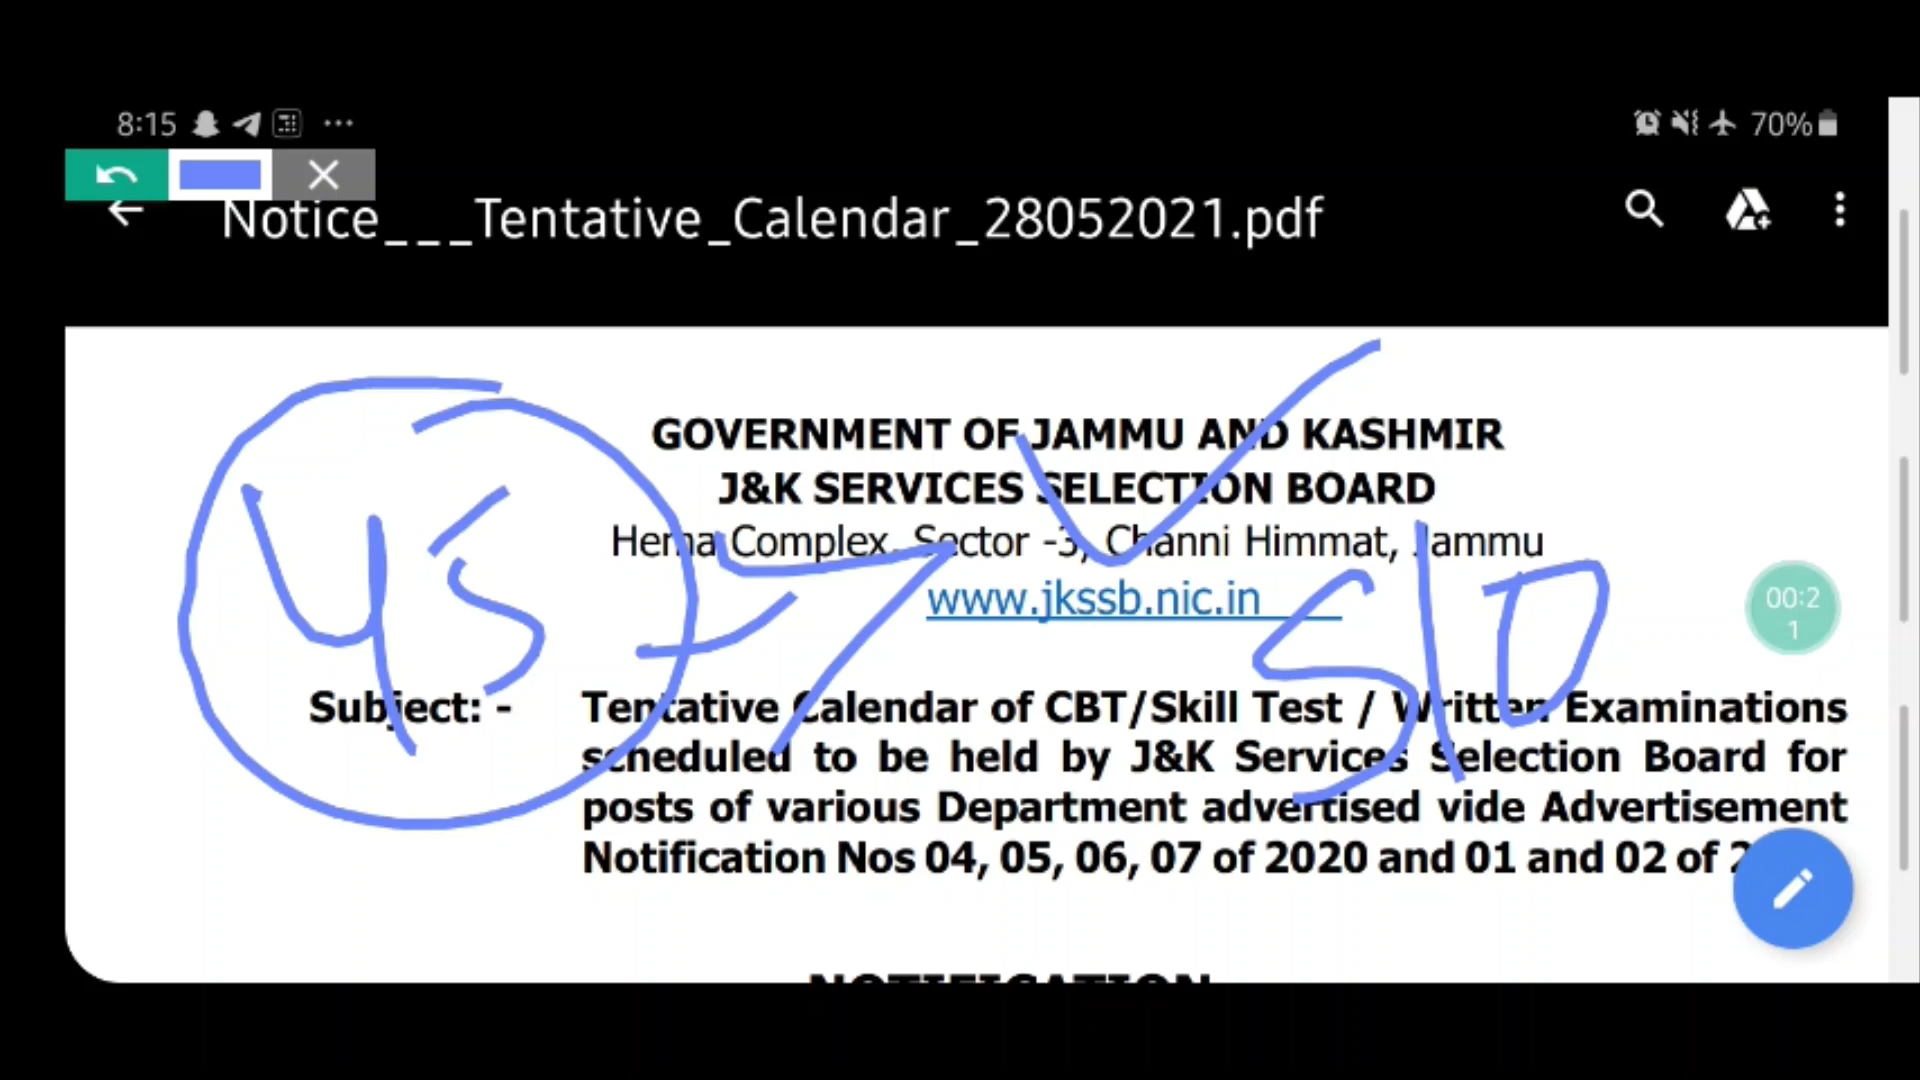 8:15
70%
Notice___Tentative_Calendar_28052021.pdf
GOVERNMENT OF JAMMU AND KASHMIR
J&K SERVICES SELECTION BOARD
Hema Complex, Sector -3, Channi Himmat, Jammu
www.jkssb.nic.in
45
00:21
Subject: - Tentative Calendar of CBT/Skill Test / Written Examinations
scheduled to be held by J&K Services Selection Board for
posts of various Department advertised vide Advertisement
Notification Nos 04, 05, 06, 07 of 2020 and 01 and 02 of
NOTIFICATION